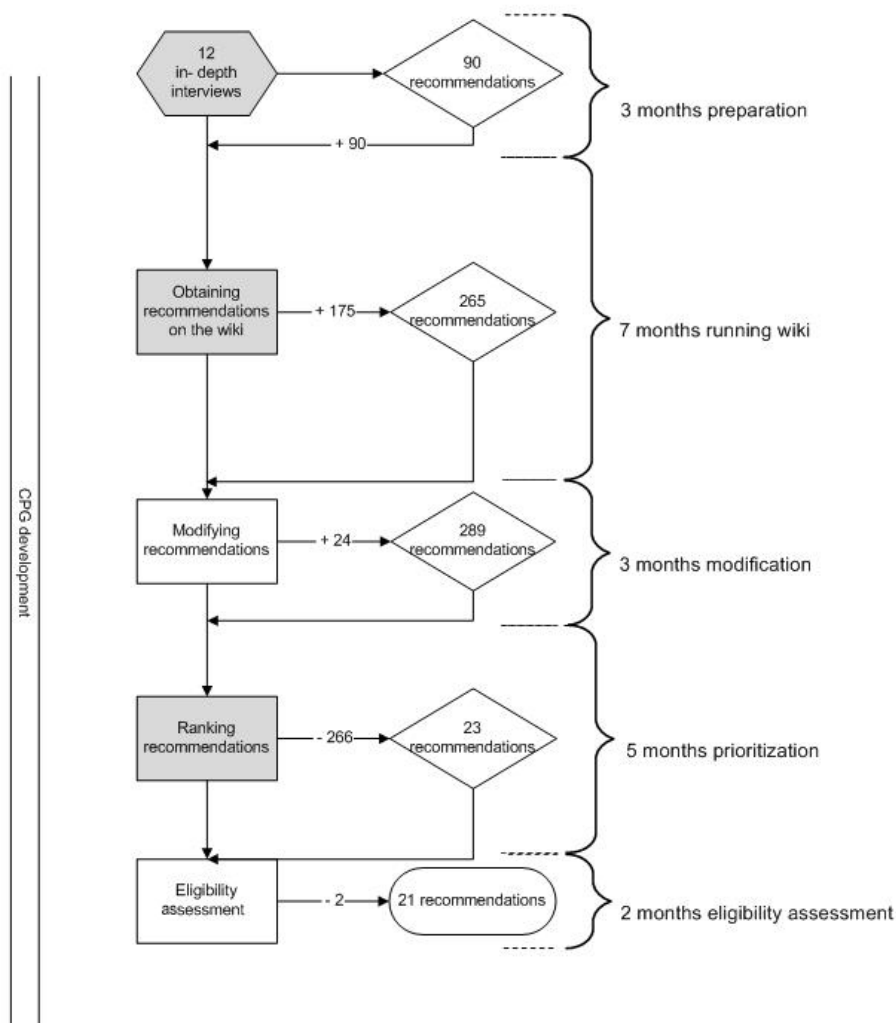 12
in- depth
interviews
90
recommendations
3 months preparation
+ 90
Obtaining
recommendations
on the wiki
+ 175
265
recommendations
7 months running wiki
CPG development
Modifying
recommendations
+ 24
289
recommendations
3 months modification
Ranking
recommendations
- 266
23
recommendations
5 months prioritization
Eligibility
assessment
- 2
21 recommendations
2 months eligibility assessment